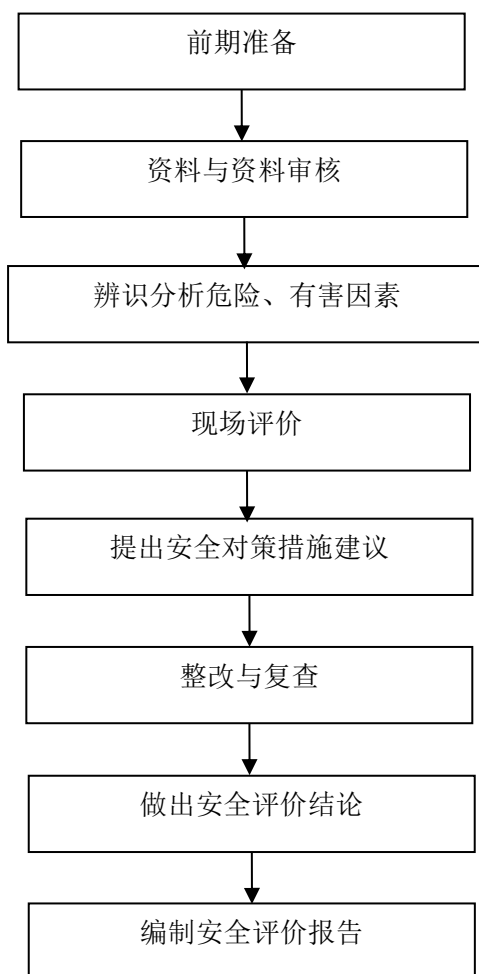 前期准备
资料与资料审核
辨识分析危险、有害因素
现场评价
提出安全对策措施建议
整改与复查
做出安全评价结论
编制安全评价报告